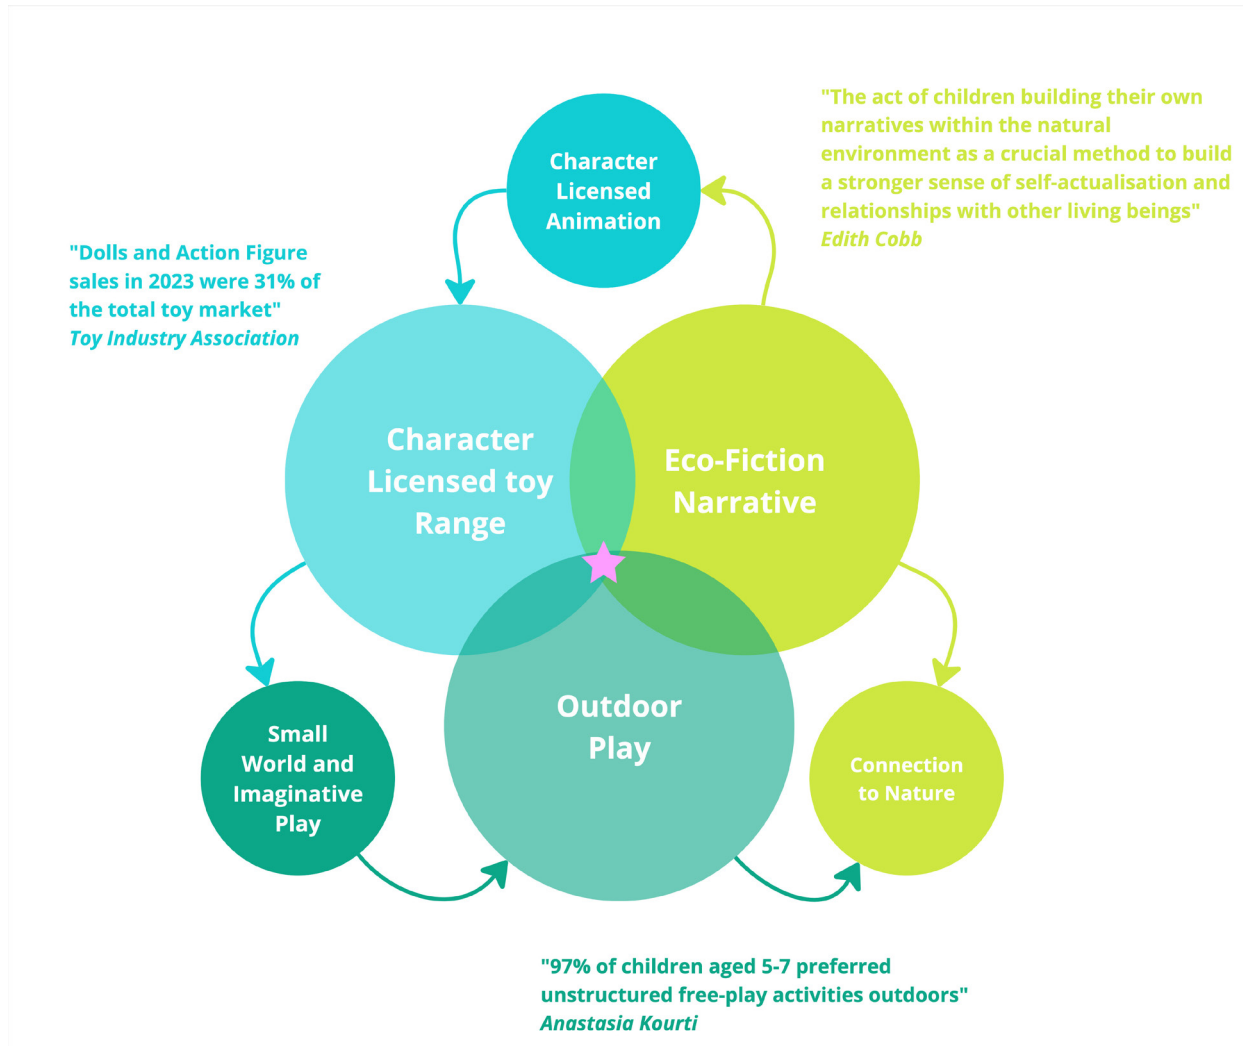 "The act of children building their own
narratives within the natural
environment as a crucial method to build
a stronger sense of self-actualisation and
relationships with other living beings"
Edith Cobb
Character
Licensed
Animation
"Dolls and Action Figure
sales in 2023 were 31% of
the total toy market"
Toy Industry Association
Character
Licensed toy
Range
Eco-Fiction
Narrative
Outdoor
Play
Small
World and
Imaginative
Play
Connection
to Nature
"97% of children aged 5-7 preferred
unstructured free-play activities outdoors"
Anastasia Kourti